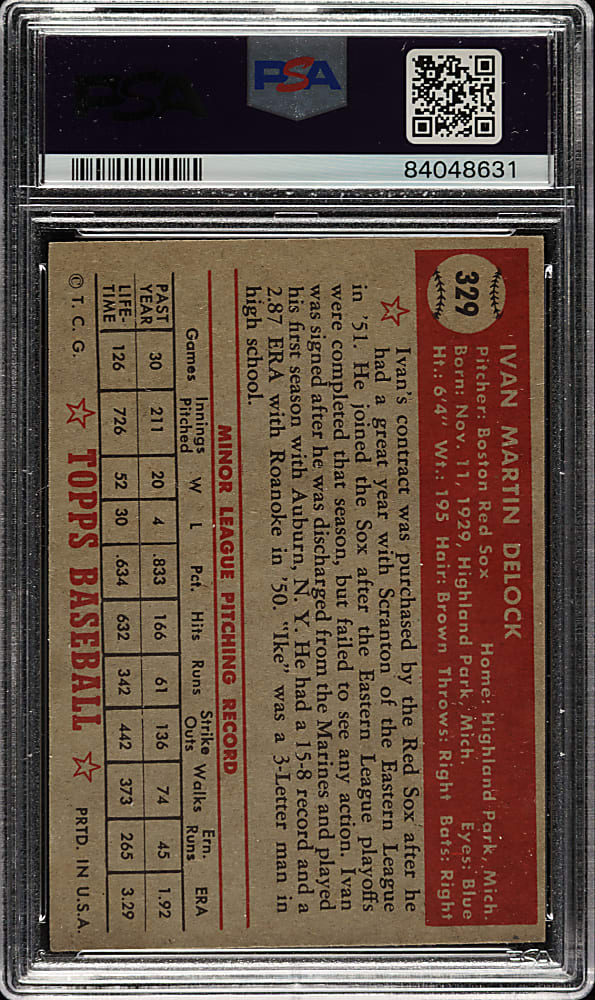 PSA
PSA
84048631
329
IVAN MARTIN DELOCK
Pitcher: Boston Red Sox Home: Highland Park, Mich.
Born: Nov. 11, 1929, Highland Park, Mich. Eyes: Blue
Ht.: 6'4" Wt.: 195 Hair: Brown Throws: Right Bats: Right
Ivan's contract was purchased by the Red Sox after he
had a great year with Scranton of the Eastern League
in '51. He joined the Sox after the Eastern League playoffs
were completed that season, but failed to see any action. Ivan
was signed after he was discharged from the Marines and played
his first season with Auburn, N. Y. He had a 15-8 record and a
2.87 ERA with Roanoke in '50. "Ike" was a 3-Letter man in
high school.
MINOR LEAGUE PITCHING RECORD
Games Innings Pitched W L Pct. Hits Runs Strike Outs Walks Ern. Runs ERA
PAST YEAR 30 211 20 4 .833 166 61 136 74 45 1.92
LIFE-TIME 126 726 52 30 .634 632 342 442 373 265 3.29
© T. C. G. TOPPS BASEBALL PRTD. IN U.S.A.
PSA